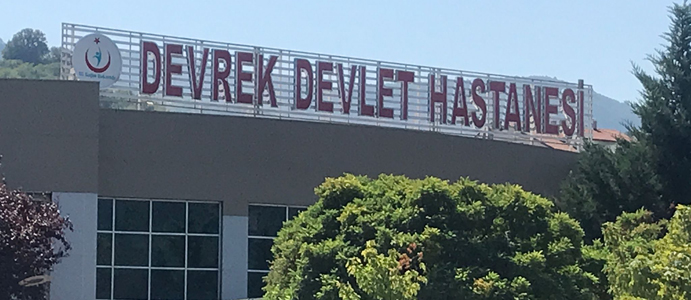 DEVREK DEVLET HASTANESİ